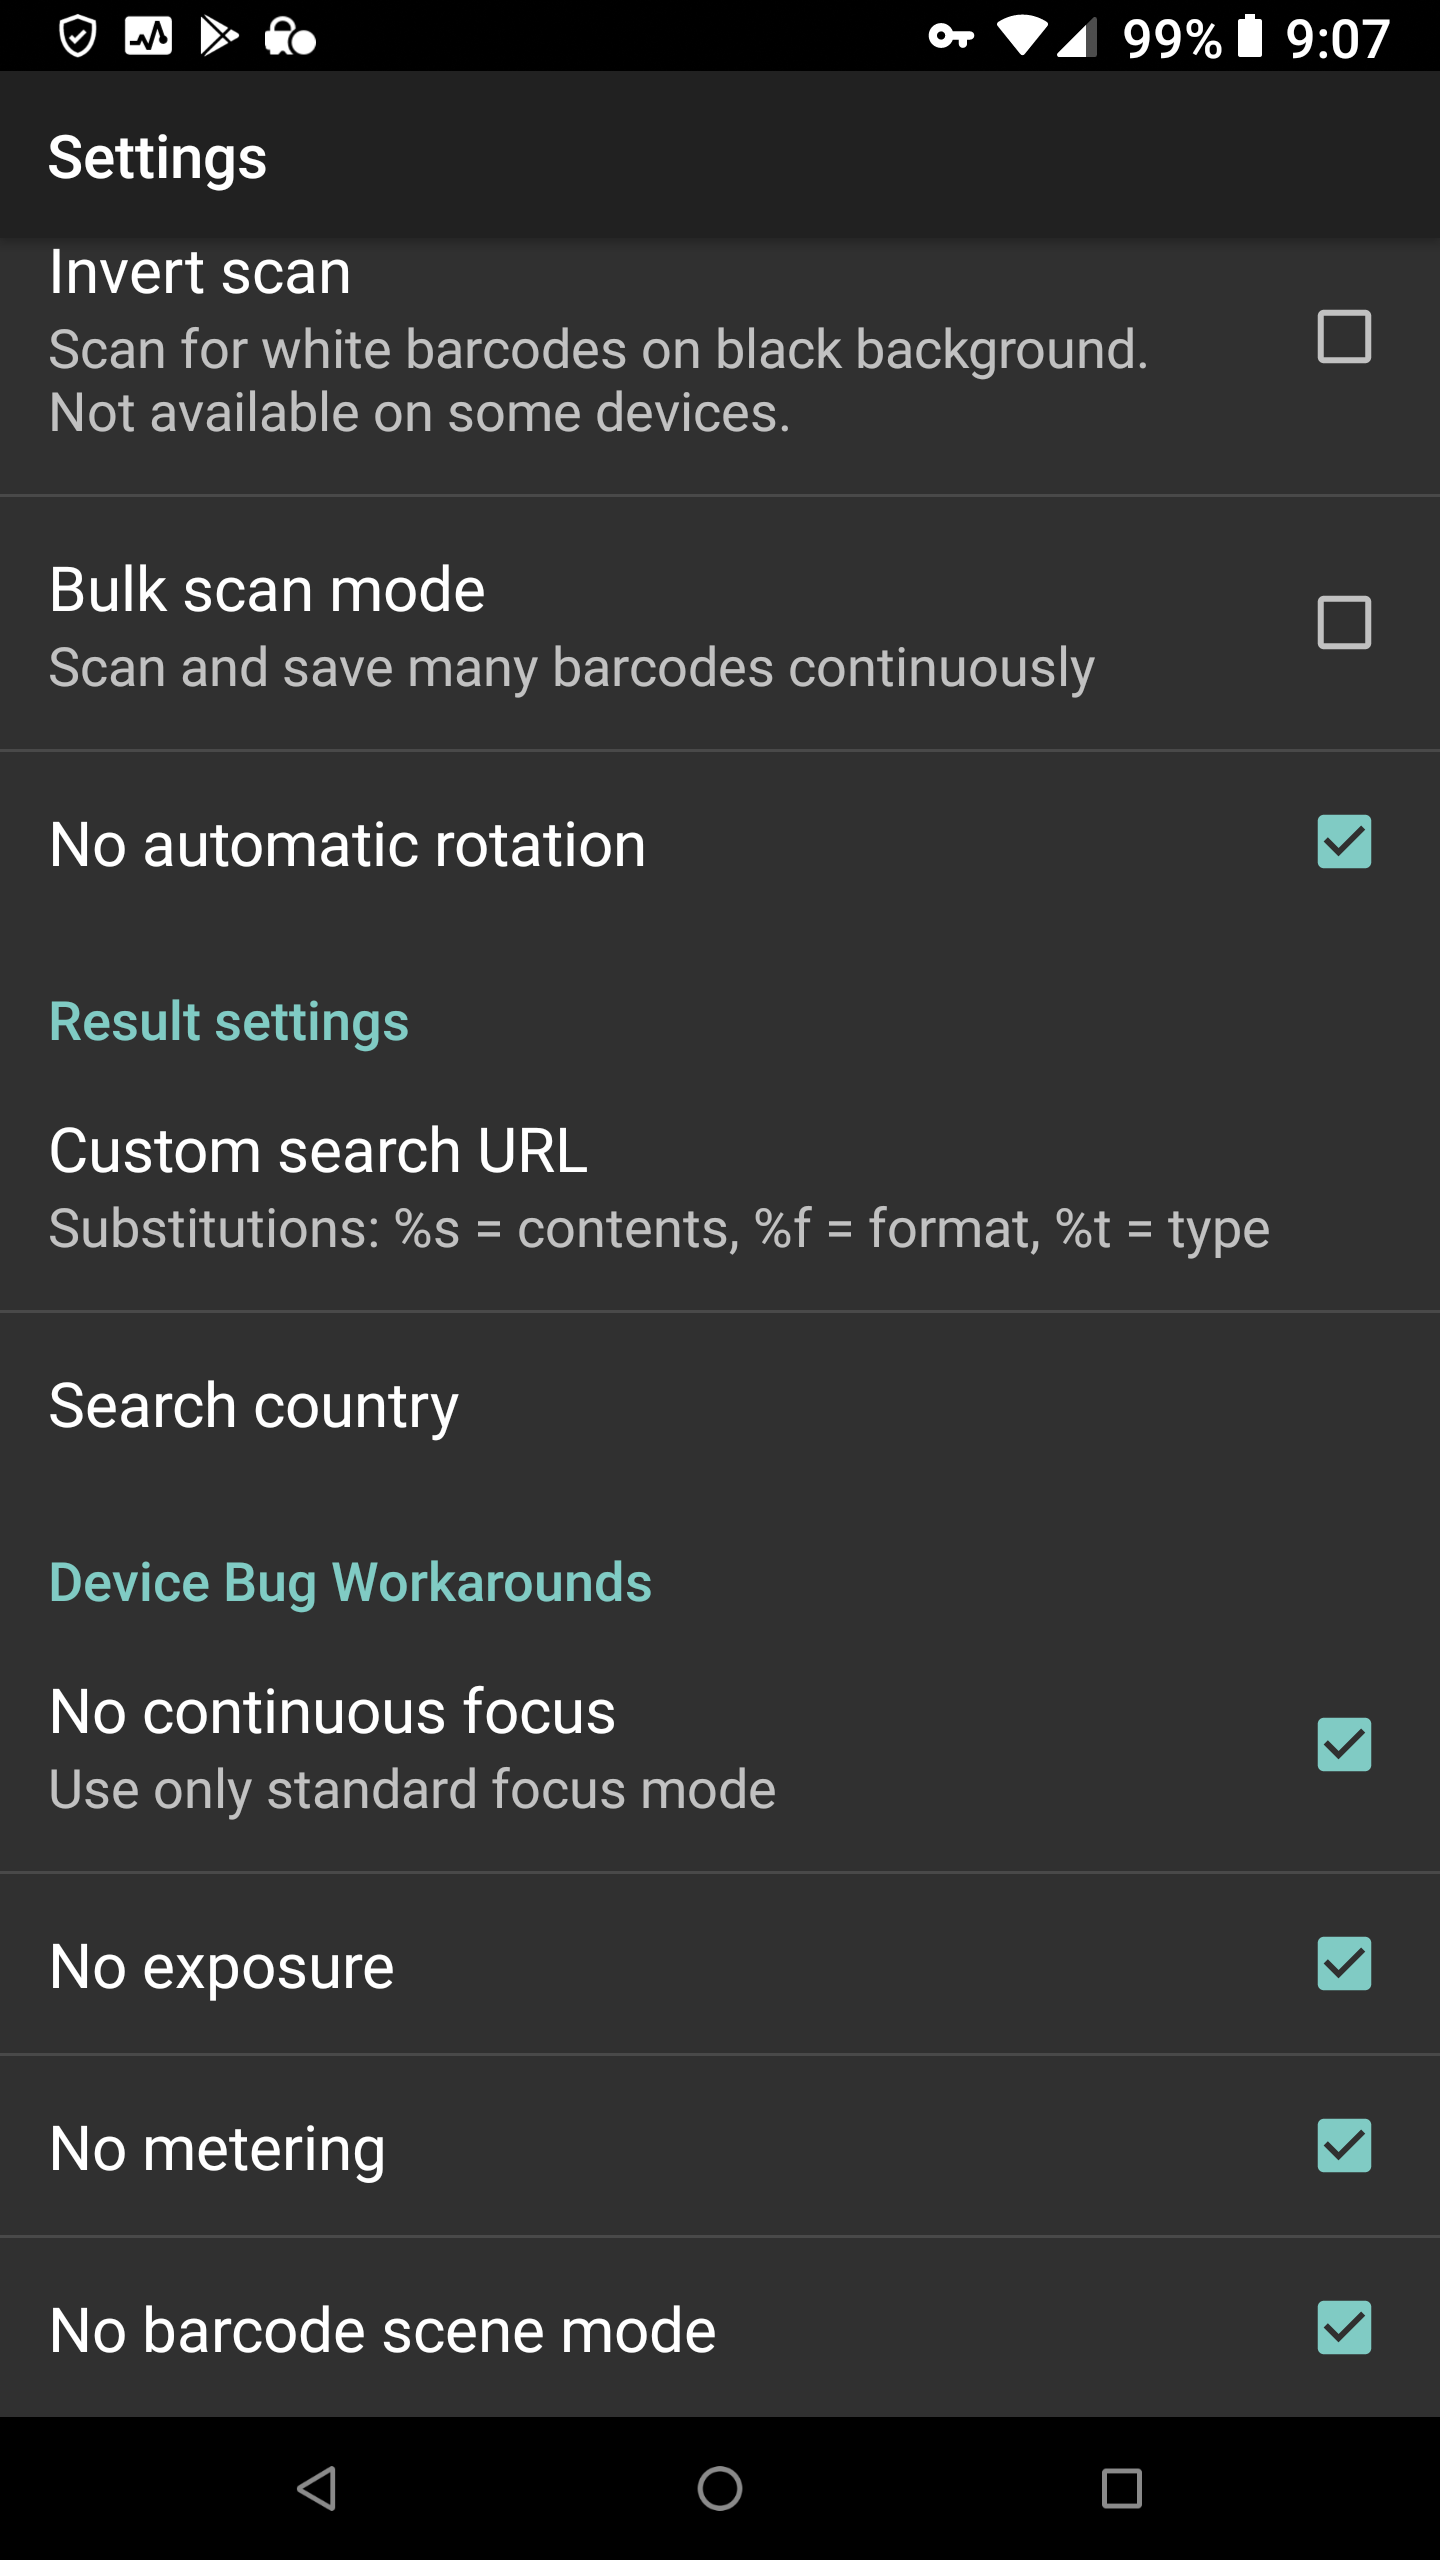 99% 9:07
Settings
Invert scan
Scan for white barcodes on black background.
Not available on some devices.
Bulk scan mode
Scan and save many barcodes continuously
No automatic rotation
Result settings
Custom search URL
Substitutions: %s = contents, %f = format, %t = type
Search country
Device Bug Workarounds
No continuous focus
Use only standard focus mode
No exposure
No metering
No barcode scene mode